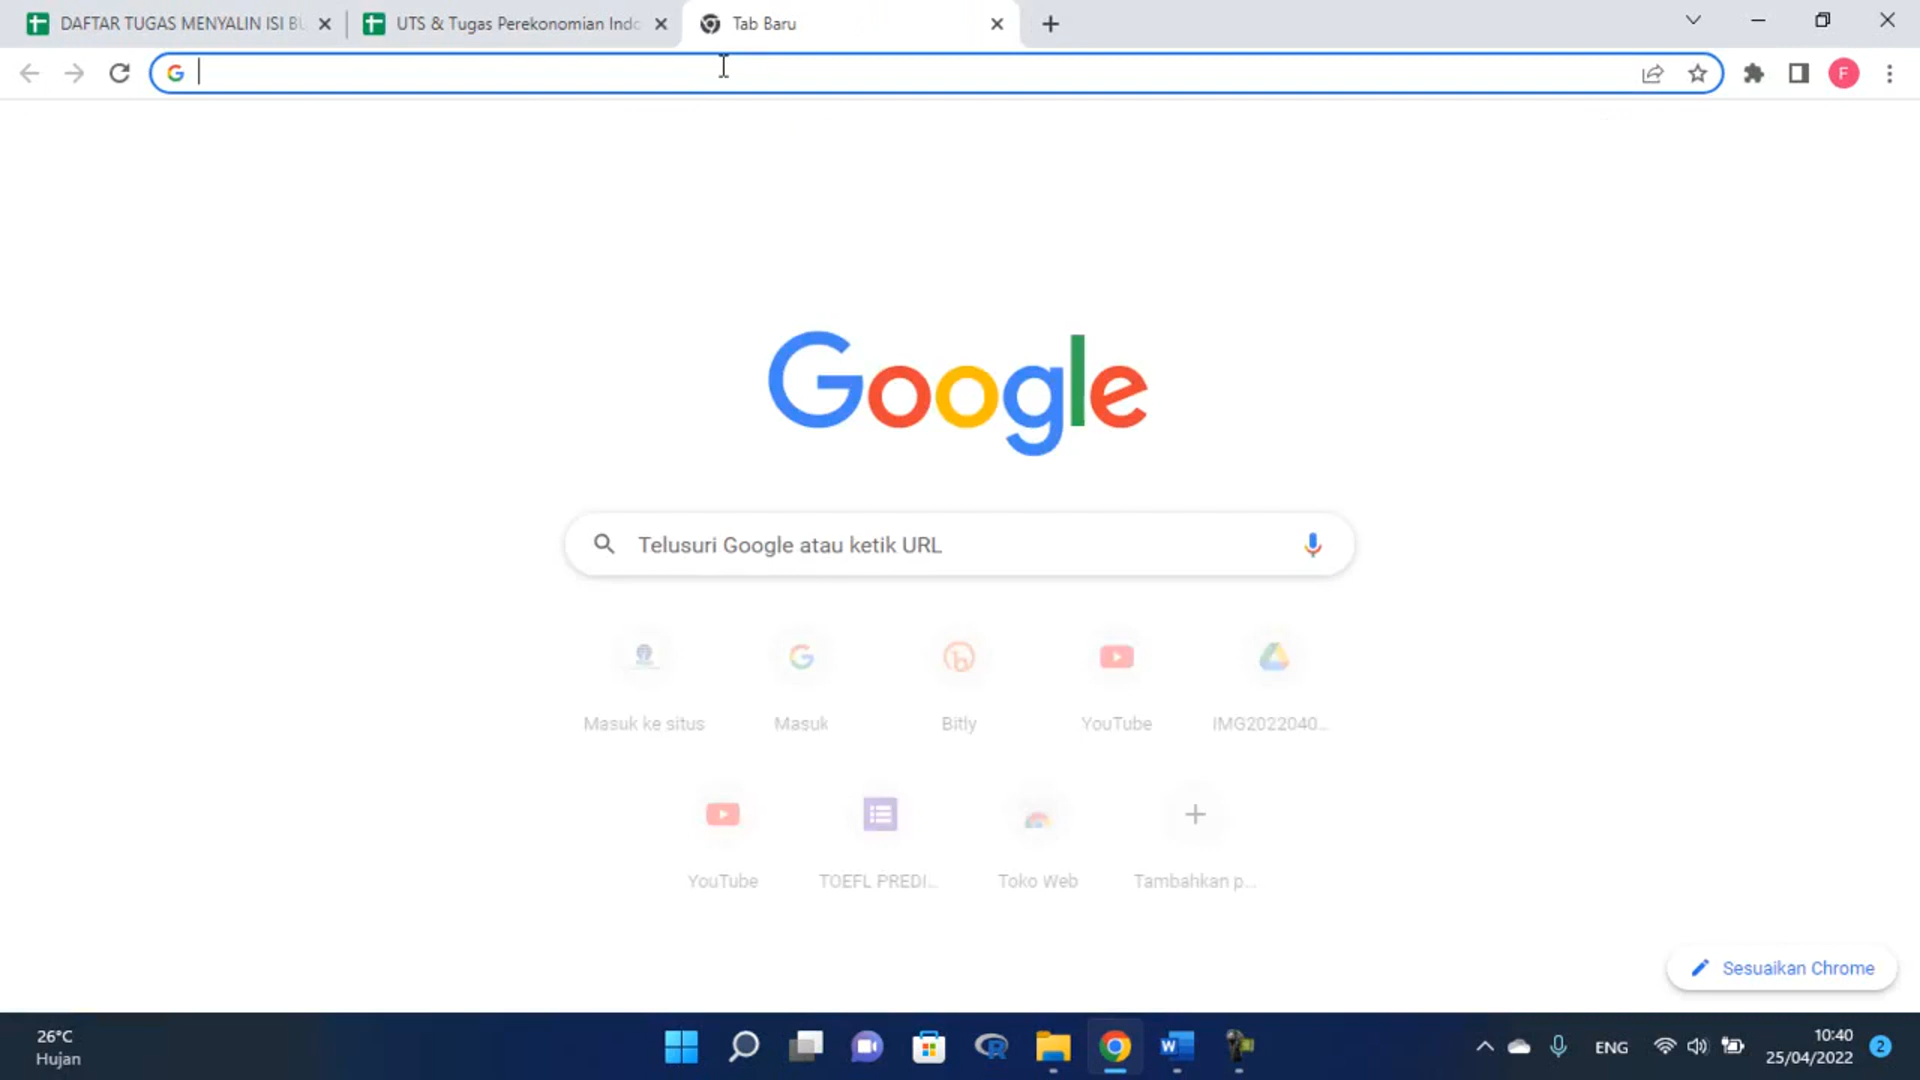 DAFTAR TUGAS MENYALIN ISI BU
UTS & Tugas Perekonomian Indo
Tab Baru
F
Google
Telusuri Google atau ketik URL
Masuk ke situs
Masuk
Bitly
YouTube
IMG2022040...
YouTube
TOEFL PREDI...
Toko Web
Tambahkan p...
Sesuaikan Chrome
26°C
Hujan
ENG
10:40
25/04/2022
2